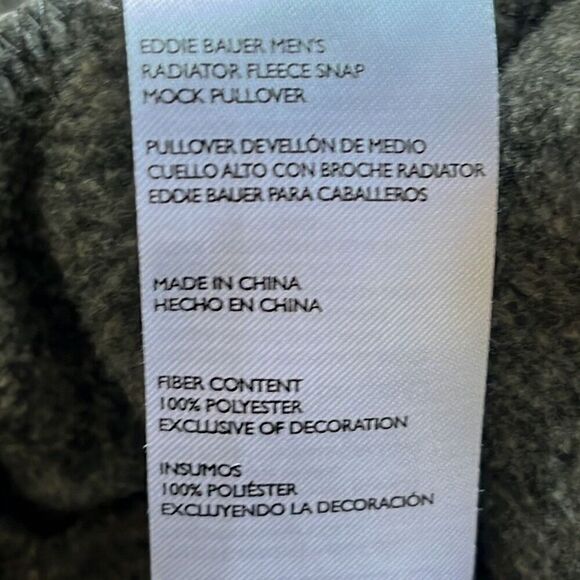 EDDIE BAUER MEN'S
RADIATOR FLEECE SNAP
MOCK PULLOVER
PULLOVER DE VELLÓN DE MEDIO
CUELLO ALTO CON BROCHE RADIATOR
EDDIE BAUER PARA CABALLEROS
MADE IN CHINA
HECHO EN CHINA
FIBER CONTENT
100% POLYESTER
EXCLUSIVE OF DECORATION
INSUMOS
100% POLIÉSTER
EXCLUYENDO LA DECORACIÓN